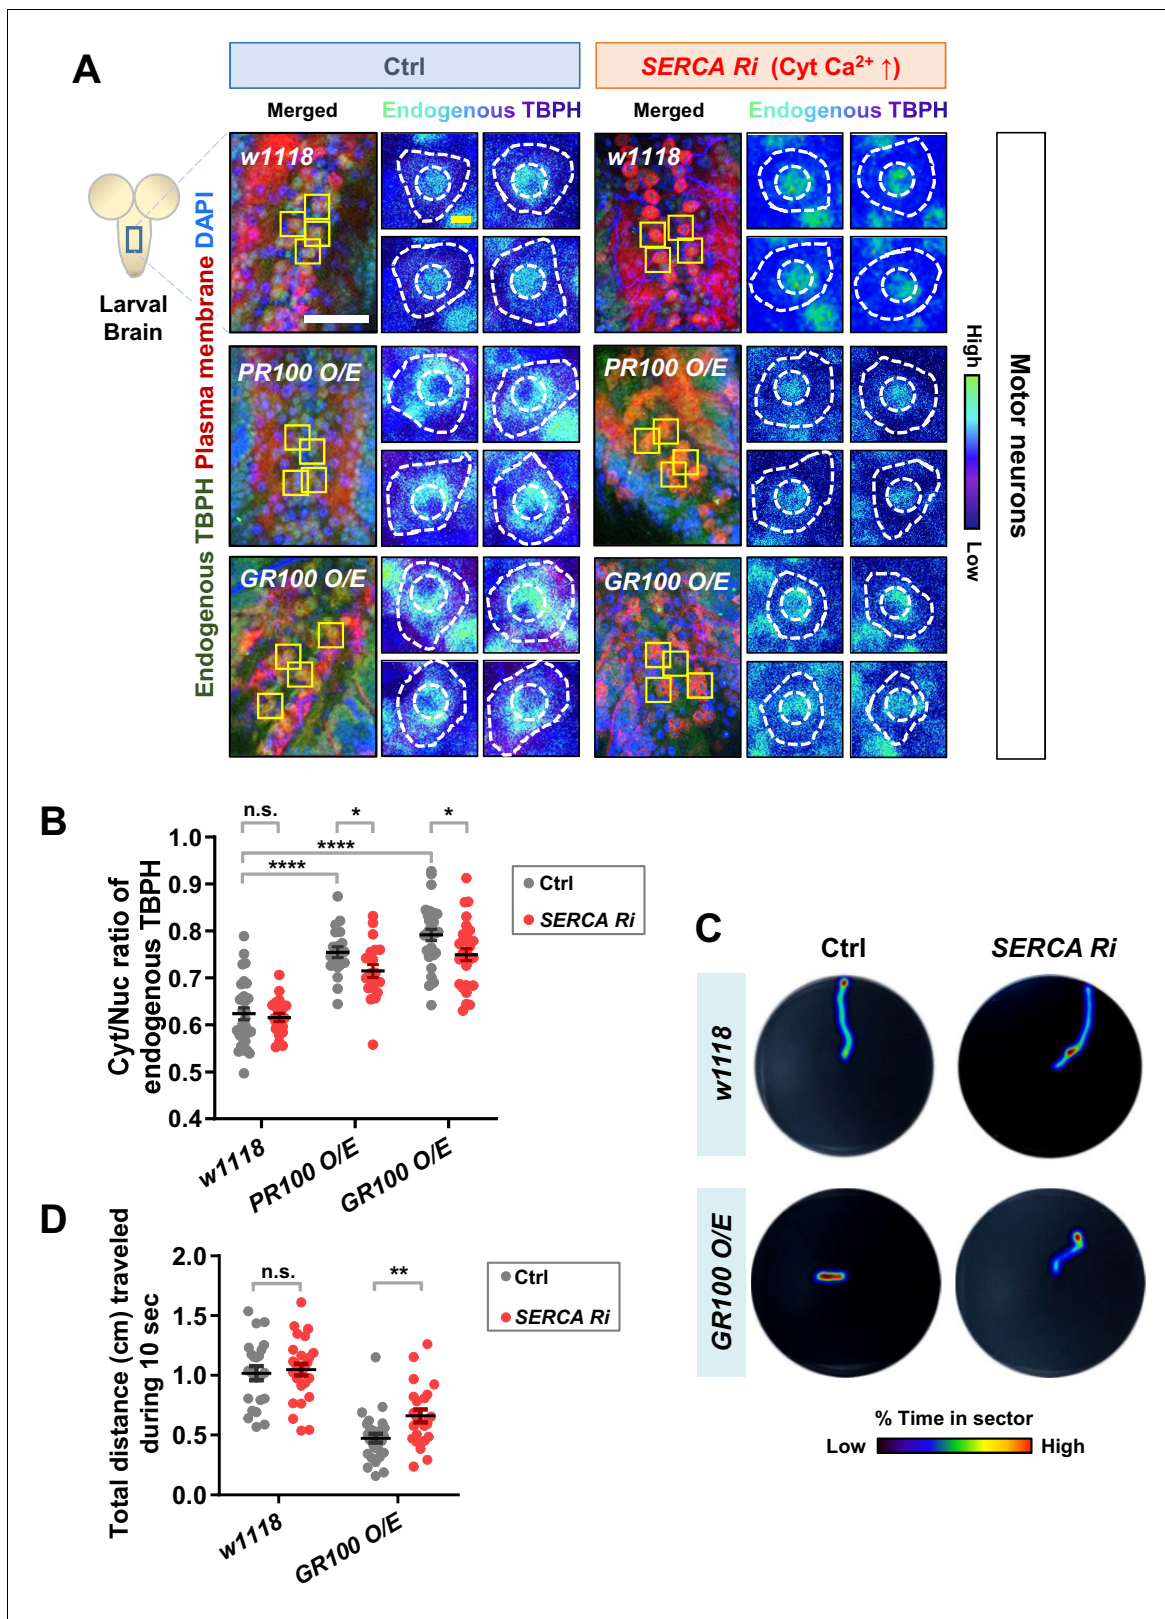 A
Ctrl
SERCA Ri (Cyt Ca²⁺ ↑)
Merged
Endogenous TBPH
Merged
Endogenous TBPH
Larval
Brain
Endogenous TBPH Plasma membrane DAPI
w1118
w1118
PR100 O/E
PR100 O/E
GR100 O/E
GR100 O/E
High
Low
Motor neurons
B
Cyt/Nuc ratio of
endogenous TBPH
1.0
0.9
0.8
0.7
0.6
0.5
0.4
n.s.
*
*
****
****
w1118
PR100 O/E
GR100 O/E
Ctrl
SERCA Ri
C
Ctrl
SERCA Ri
w1118
GR100 O/E
% Time in sector
Low
High
D
Total distance (cm) traveled
during 10 sec
2.0
1.5
1.0
0.5
0.0
n.s.
**
w1118
GR100 O/E
Ctrl
SERCA Ri